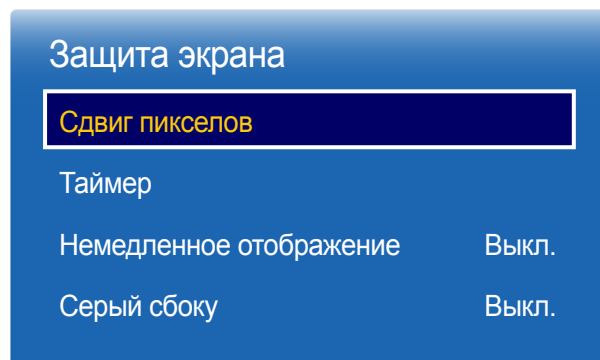 Защита экрана
Сдвиг пикселов
Таймер
Немедленное отображение Выкл.
Серый сбоку Выкл.